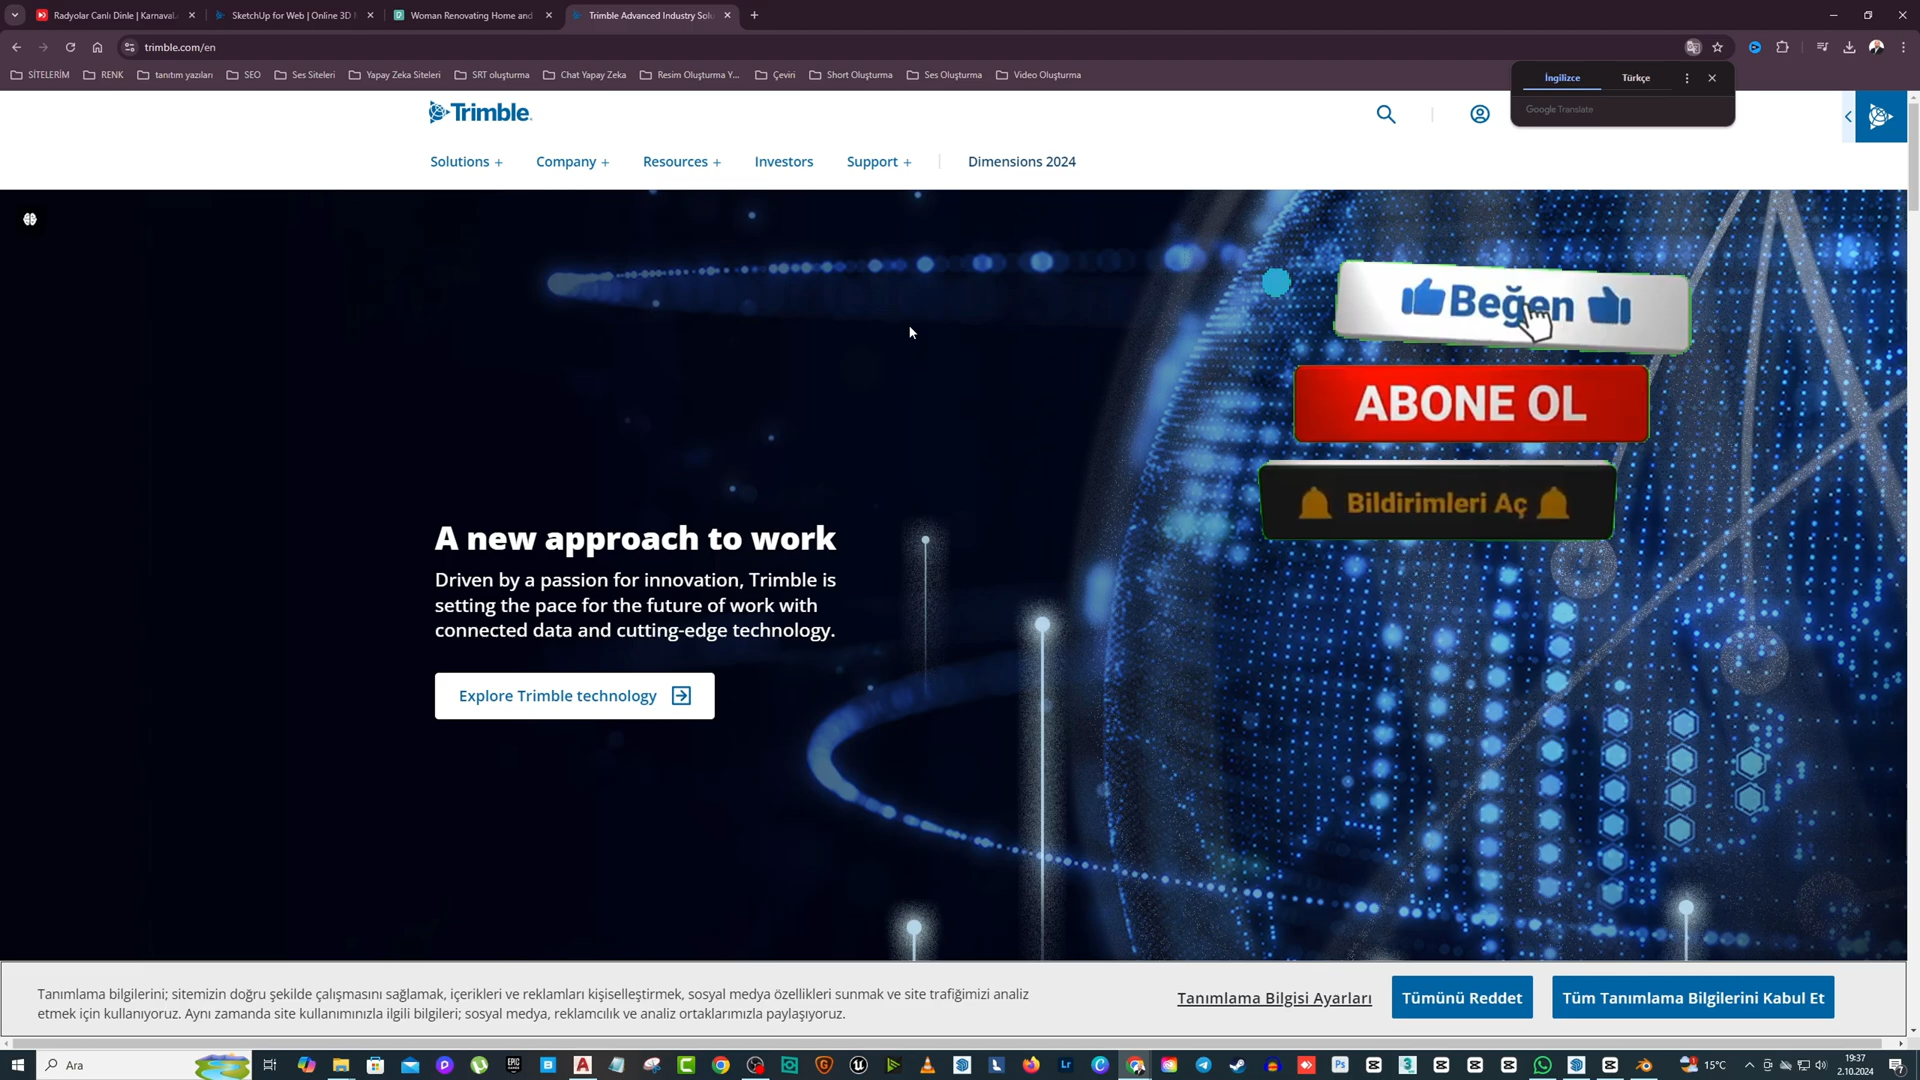 Radyolar Canlı Dinle | Karnaval.
SketchUp for Web | Online 3D
Woman Renovating Home and
Trimble Advanced Industry Solu
trimble.com/en
SİTELERİM
RENK
tanıtım yazıları
SEO
Ses Siteleri
Yapay Zeka Siteleri
SRT oluşturma
Chat Yapay Zeka
Resim Oluşturma Y...
Çeviri
Short Oluşturma
Ses Oluşturma
Video Oluşturma
İngilizce
Türkçe
Google Translate
Trimble
Solutions +
Company +
Resources +
Investors
Support +
Dimensions 2024
Beğen
ABONE OL
Bildirimleri Aç
A new approach to work
Driven by a passion for innovation, Trimble is
setting the pace for the future of work with
connected data and cutting-edge technology.
Explore Trimble technology
Tanımlama bilgilerini; sitemizin doğru şekilde çalışmasını sağlamak, içerikleri ve reklamları kişiselleştirmek, sosyal medya özellikleri sunmak ve site trafiğimizi analiz
etmek için kullanıyoruz. Aynı zamanda site kullanımınızla ilgili bilgileri; sosyal medya, reklamcılık ve analiz ortaklarımızla paylaşıyoruz.
Tanımlama Bilgisi Ayarları
Tümünü Reddet
Tüm Tanımlama Bilgilerini Kabul Et
Ara
15°C
19:37
2.10.2024